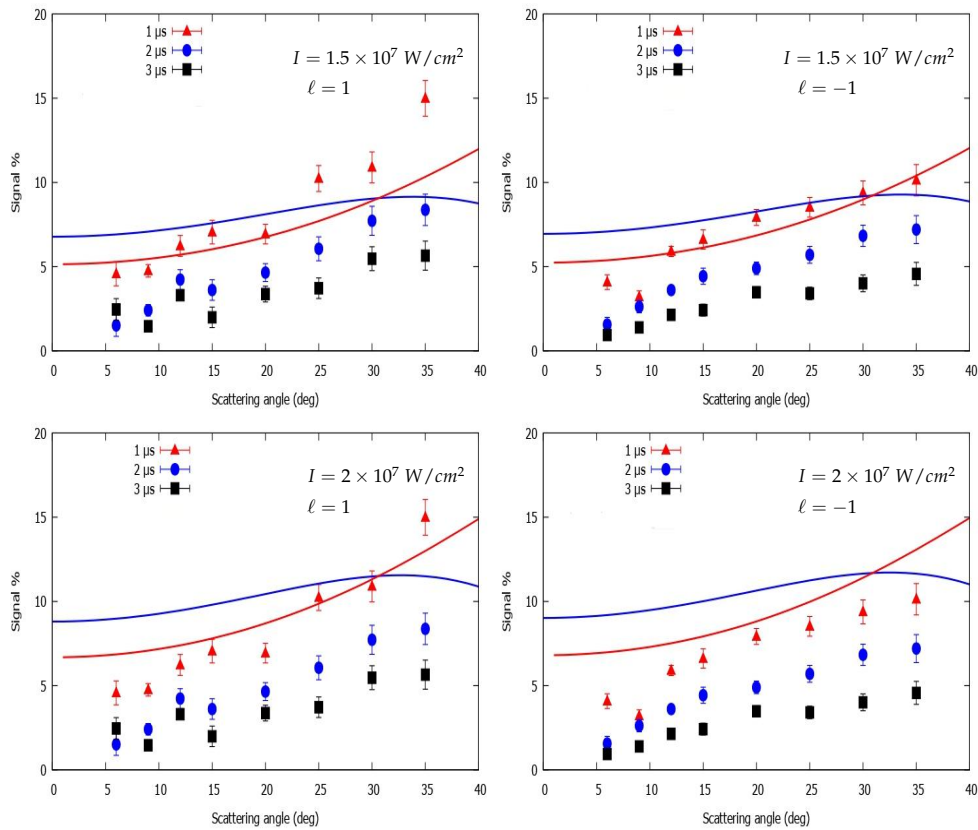 20
15
10
5
0
Signal %
1 μs
2 μs
3 μs
I = 1.5 × 10⁷ W/cm²
ℓ = 1
0 5 10 15 20 25 30 35 40
Scattering angle (deg)
20
15
10
5
0
Signal %
1 μs
2 μs
3 μs
I = 1.5 × 10⁷ W/cm²
ℓ = −1
0 5 10 15 20 25 30 35 40
Scattering angle (deg)
20
15
10
5
0
Signal %
1 μs
2 μs
3 μs
I = 2 × 10⁷ W/cm²
ℓ = 1
0 5 10 15 20 25 30 35 40
Scattering angle (deg)
20
15
10
5
0
Signal %
1 μs
2 μs
3 μs
I = 2 × 10⁷ W/cm²
ℓ = −1
0 5 10 15 20 25 30 35 40
Scattering angle (deg)